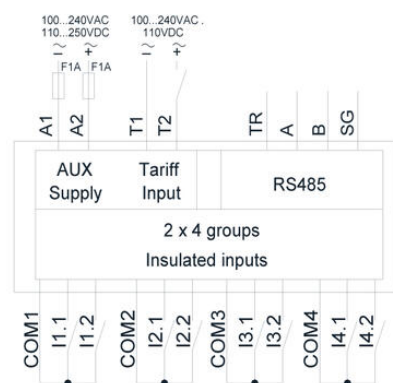 100...240VAC
110...250VDC
100...240VAC.
110VDC
F1A
F1A
A1
A2
T1
T2
TR
A
B
SG
AUX
Supply
Tariff
Input
RS485
2 x 4 groups
Insulated inputs
COM1
I1.1
I1.2
COM2
I2.1
I2.2
COM3
I3.1
I3.2
COM4
I4.1
I4.2